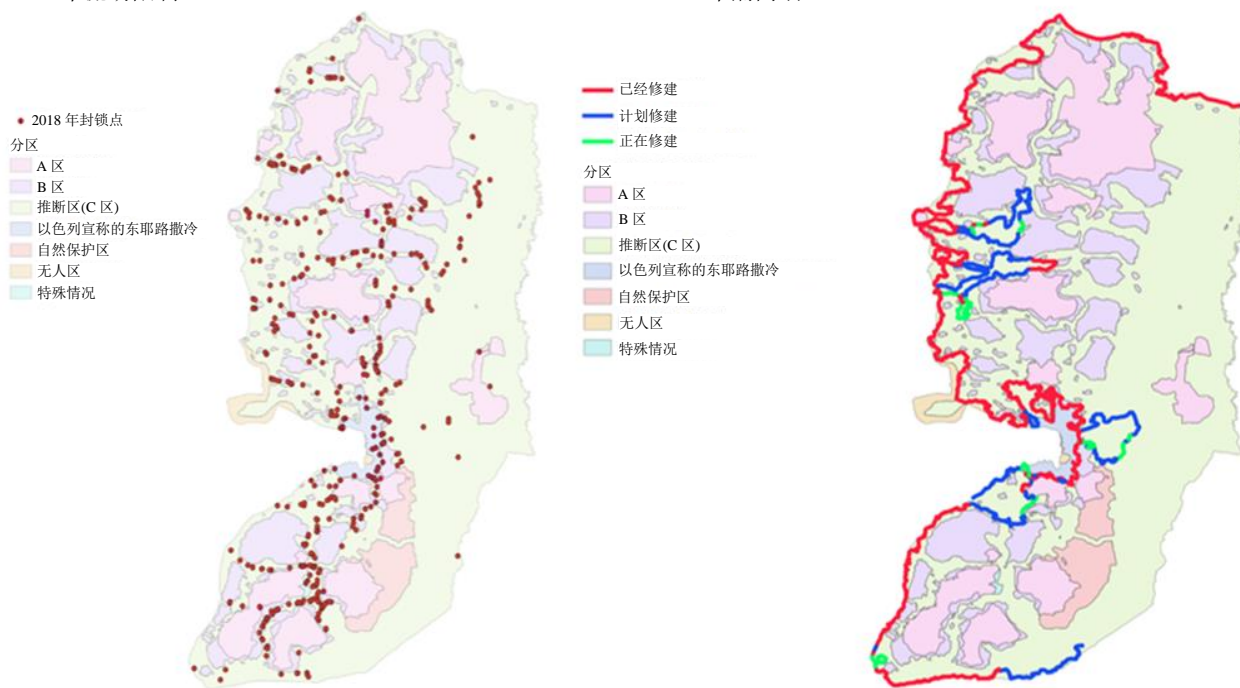 2018 年封锁点
分区
A 区
B 区
推断区(C 区)
以色列宣称的东耶路撒冷
自然保护区
无人区
特殊情况
已经修建
计划修建
正在修建
分区
A 区
B 区
推断区(C 区)
以色列宣称的东耶路撒冷
自然保护区
无人区
特殊情况